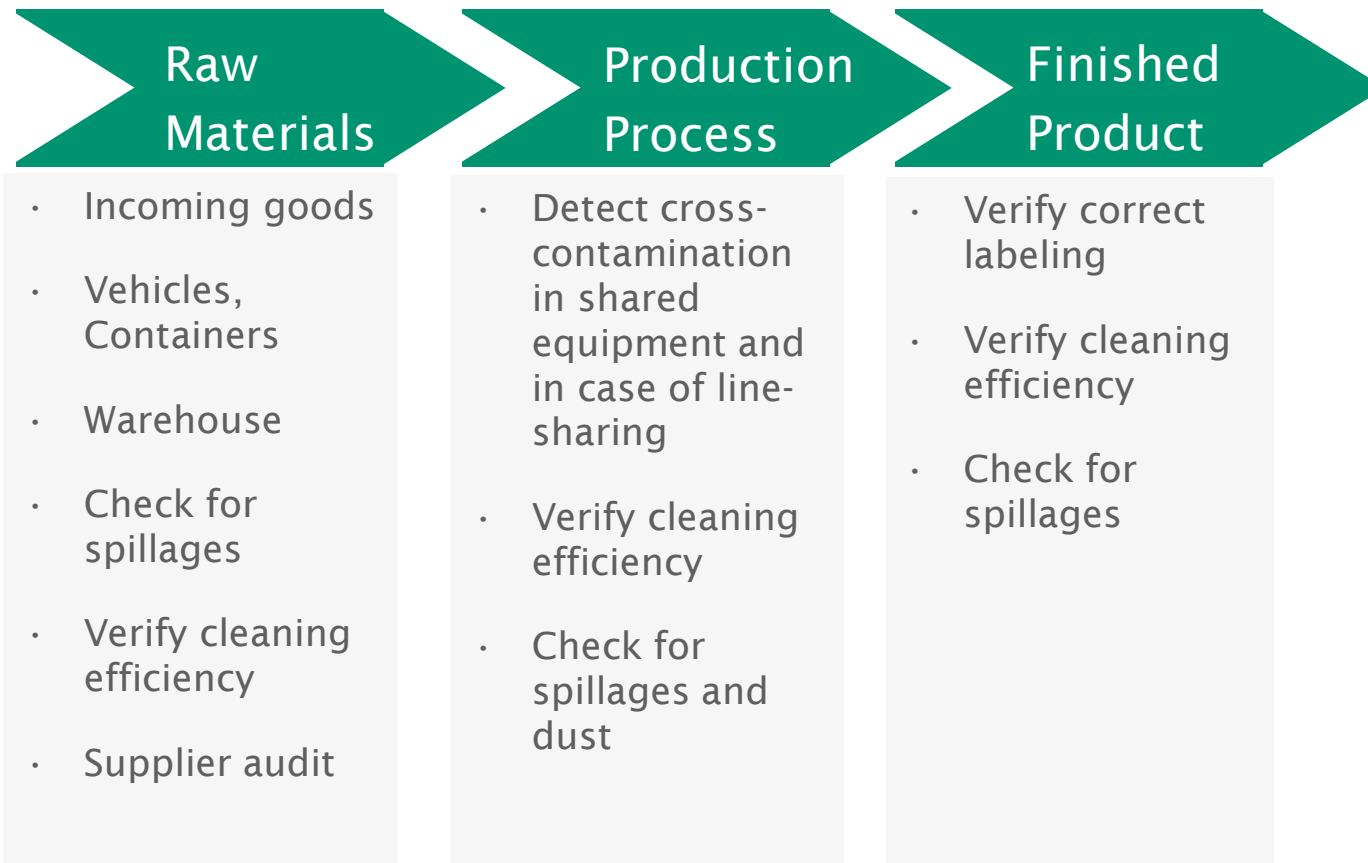 Raw
Materials
· Incoming goods
· Vehicles,
Containers
· Warehouse
· Check for
spillages
· Verify cleaning
efficiency
· Supplier audit
Production
Process
· Detect cross-
contamination
in shared
equipment and
in case of line-
sharing
· Verify cleaning
efficiency
· Check for
spillages and
dust
Finished
Product
· Verify correct
labeling
· Verify cleaning
efficiency
· Check for
spillages